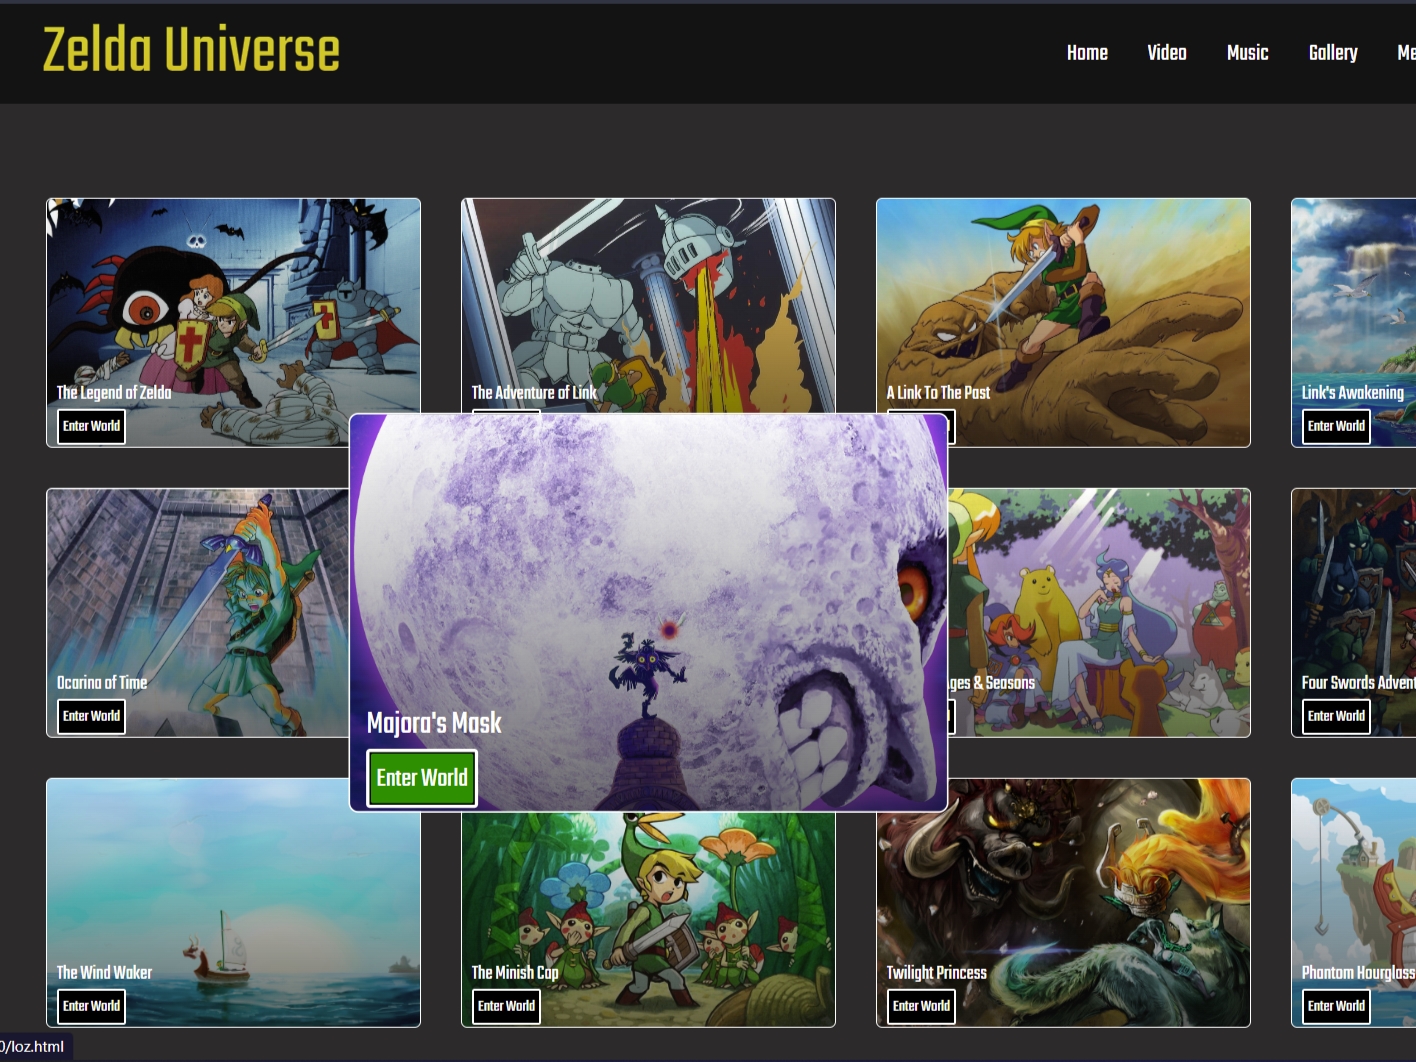 Zelda Universe
Home Video Music Gallery
The Legend of Zelda
Enter World
The Adventure of Link
A Link To The Past
Link's Awakening
Enter World
Ocarina of Time
Enter World
Majora's Mask
Enter World
& Seasons
Four Swords
Enter World
The Wind Waker
Enter World
The Minish Cap
Enter World
Twilight Princess
Enter World
Phantom Hourglass
Enter World
0/loz.html